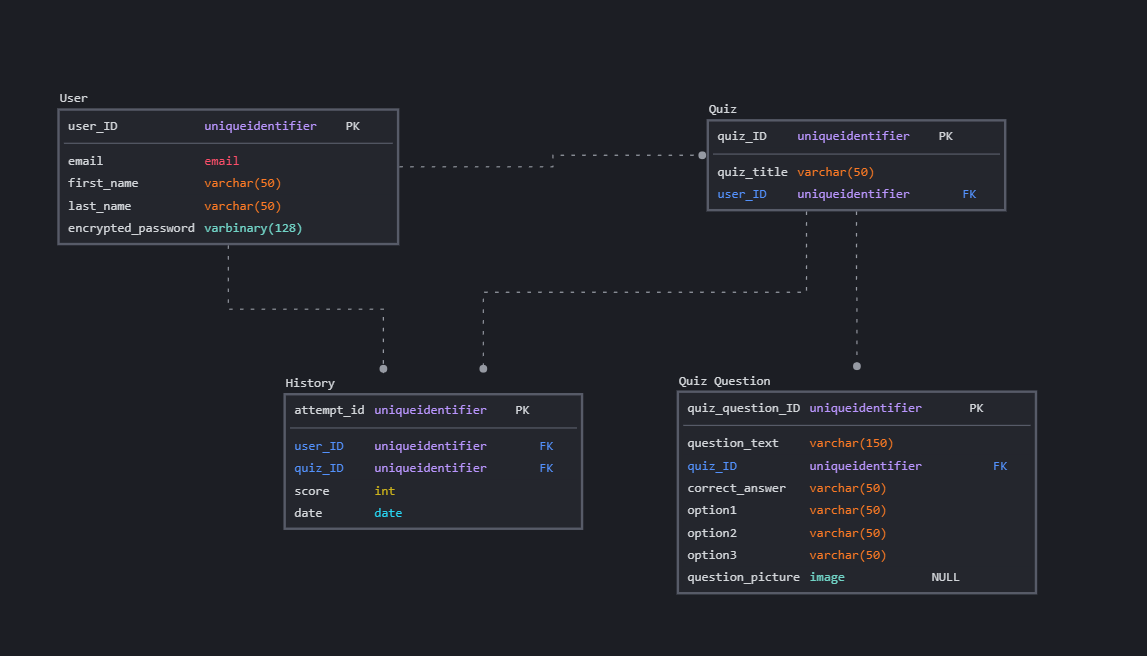 User
user_ID uniqueidentifier PK
email email
first_name varchar(50)
last_name varchar(50)
encrypted_password varbinary(128)
Quiz
quiz_ID uniqueidentifier PK
quiz_title varchar(50)
user_ID uniqueidentifier FK
History
attempt_id uniqueidentifier PK
user_ID uniqueidentifier FK
quiz_ID uniqueidentifier FK
score int
date date
Quiz Question
quiz_question_ID uniqueidentifier PK
question_text varchar(150)
quiz_ID uniqueidentifier FK
correct_answer varchar(50)
option1 varchar(50)
option2 varchar(50)
option3 varchar(50)
question_picture image NULL